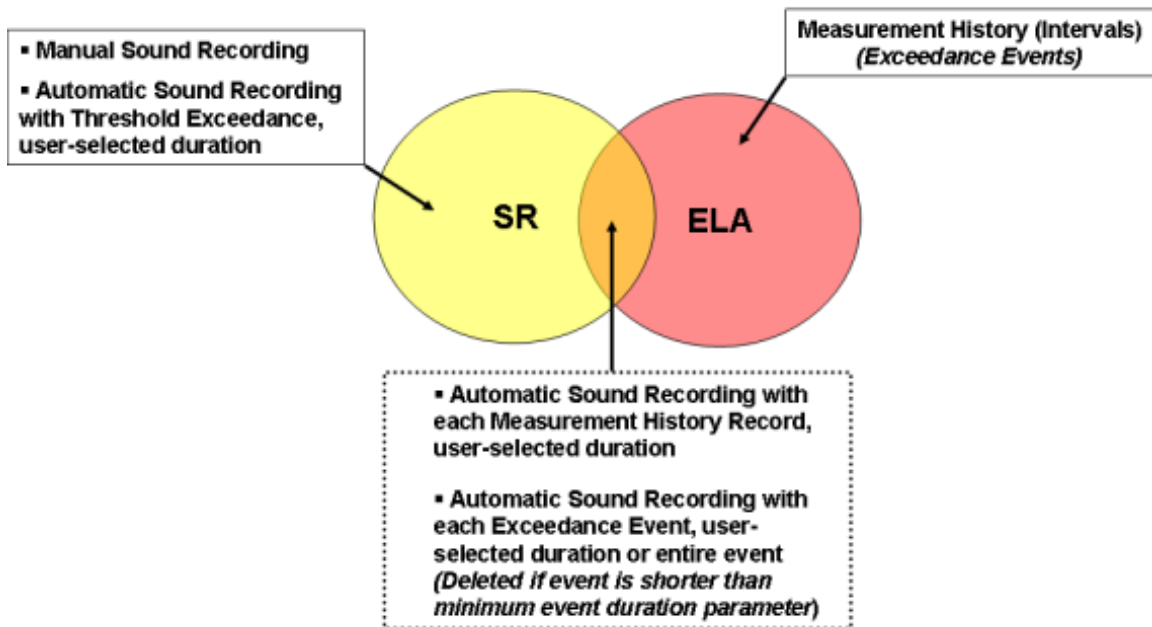 ▪ Manual Sound Recording
▪ Automatic Sound Recording
with Threshold Exceedance,
user-selected duration
Measurement History (Intervals)
(Exceedance Events)
SR
ELA
▪ Automatic Sound Recording with
each Measurement History Record,
user-selected duration
▪ Automatic Sound Recording with
each Exceedance Event, user-
selected duration or entire event
(Deleted if event is shorter than
minimum event duration parameter)